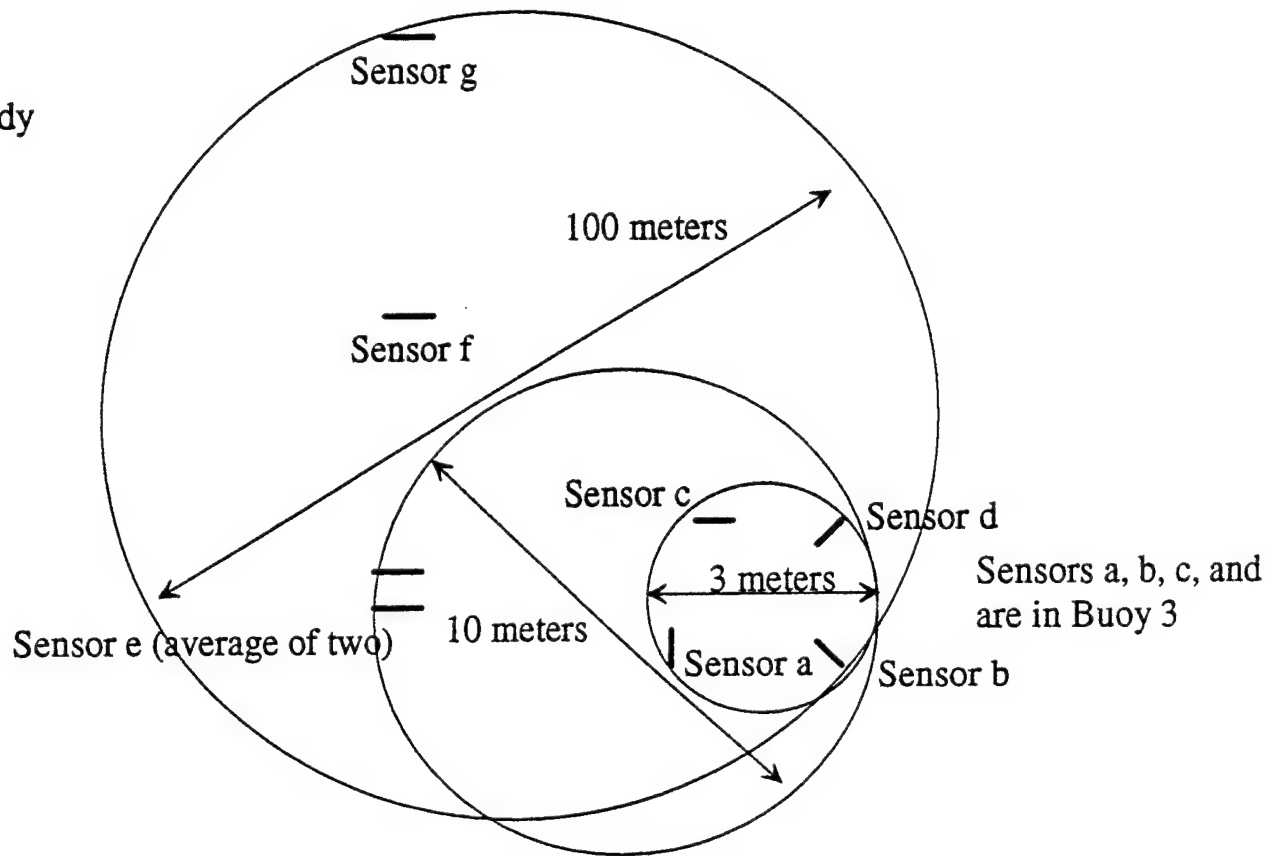 Sensor g
dy
100 meters
Sensor f
Sensor c
Sensor d
3 meters
Sensors a, b, c, and
are in Buoy 3
10 meters
Sensor e (average of two)
Sensor a
Sensor b